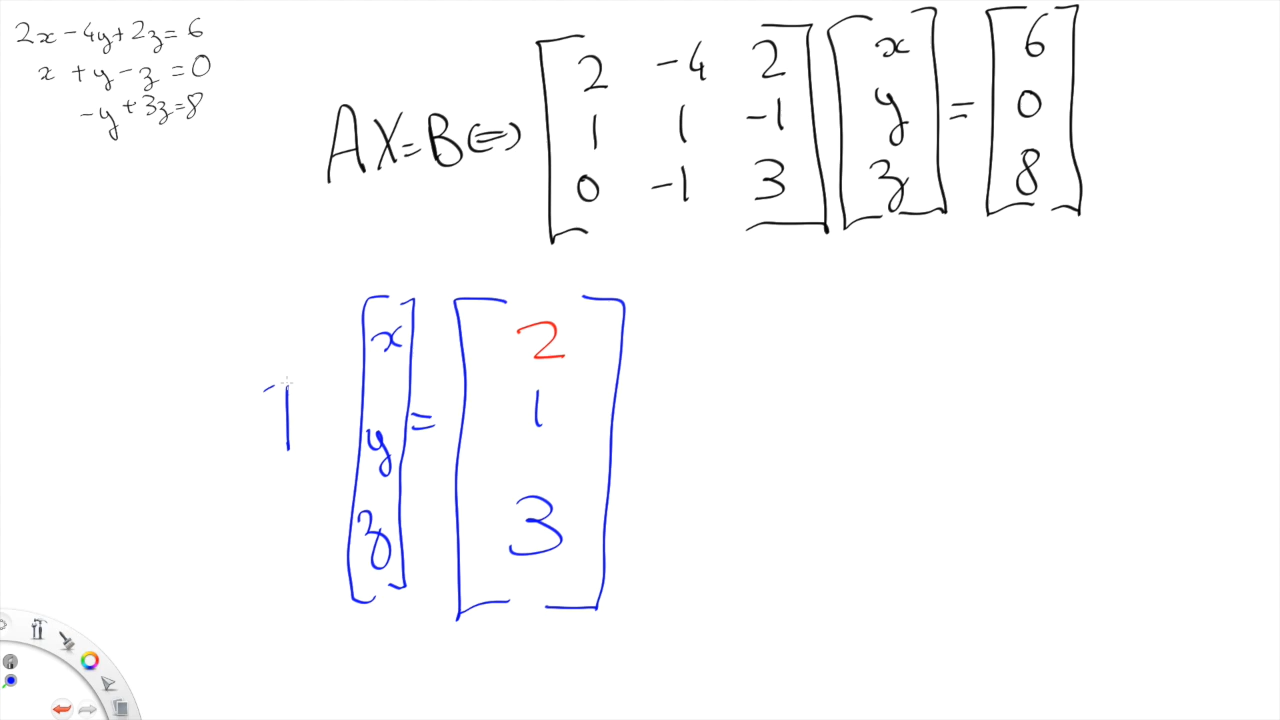 2x - 4y + 2z = 6
x + y - z = 0
-y + 3z = 8
AX = B ⇔ [2 -4 2; 1 1 -1; 0 -1 3] [x; y; z] = [6; 0; 8]
[x; y; z] = [2; 1; 3]